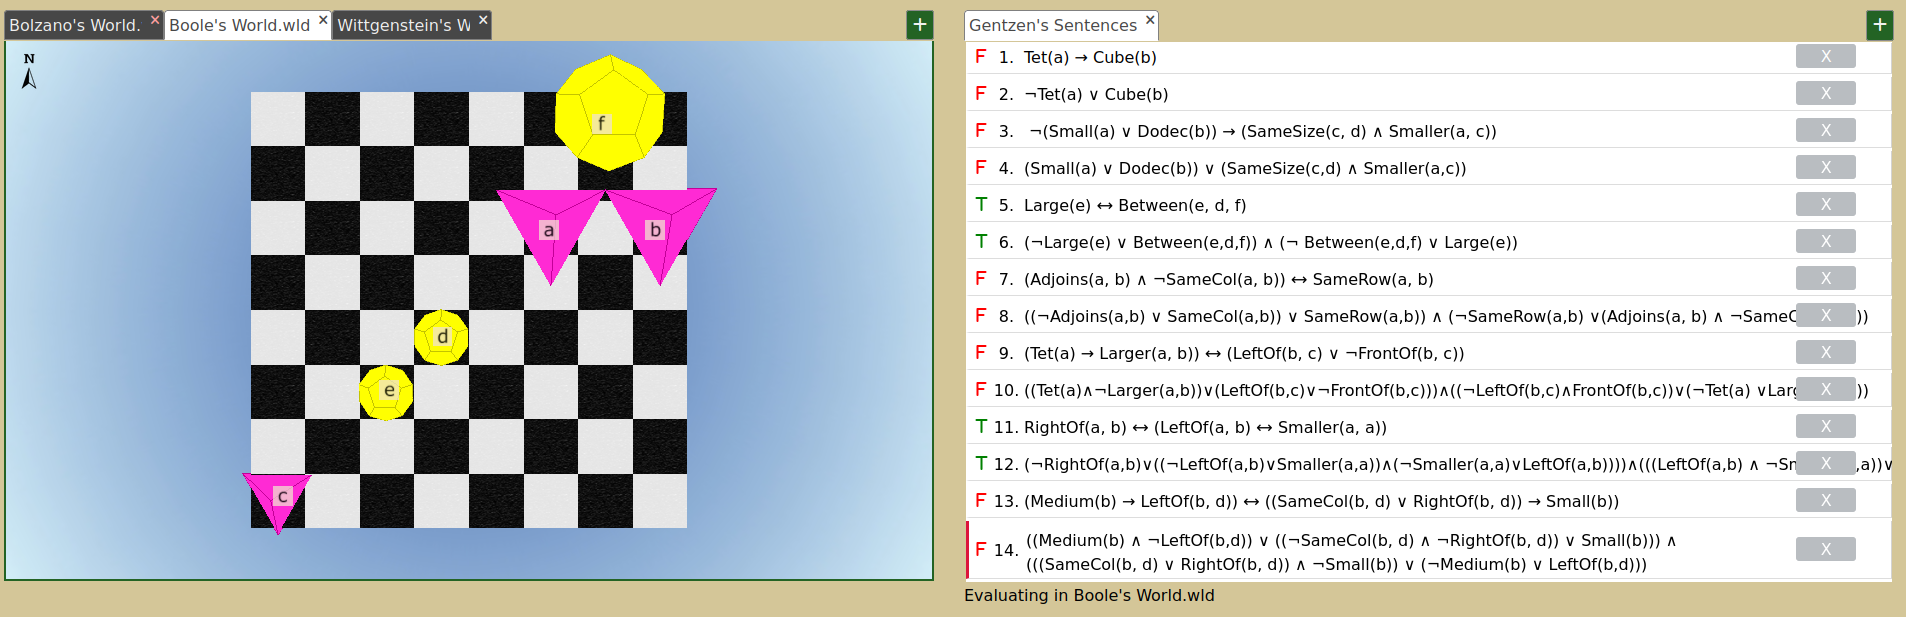 Bolzano's World.
Boole's World.wld
Wittgenstein's W
+
N
f
a
b
d
e
c
Gentzen's Sentences
+
F 1. Tet(a) → Cube(b) X
F 2. ¬Tet(a) ∨ Cube(b) X
F 3. ¬(Small(a) ∨ Dodec(b)) → (SameSize(c, d) ∧ Smaller(a, c)) X
F 4. (Small(a) ∨ Dodec(b)) ∨ (SameSize(c,d) ∧ Smaller(a,c)) X
T 5. Large(e) ↔ Between(e, d, f) X
T 6. (¬Large(e) ∨ Between(e,d,f)) ∧ (¬ Between(e,d,f) ∨ Large(e)) X
F 7. (Adjoins(a, b) ∧ ¬SameCol(a, b)) ↔ SameRow(a, b) X
F 8. ((¬Adjoins(a,b) ∨ SameCol(a,b)) ∨ SameRow(a,b)) ∧ (¬SameRow(a,b) ∨(Adjoins(a, b) ∧ ¬SameC X ))
F 9. (Tet(a) → Larger(a, b)) ↔ (LeftOf(b, c) ∨ ¬FrontOf(b, c)) X
F 10. ((Tet(a)∧¬Larger(a,b))∨(LeftOf(b,c)∨¬FrontOf(b,c)))∧((¬LeftOf(b,c)∧FrontOf(b,c))∨(¬Tet(a) ∨Larg X ))
T 11. RightOf(a, b) ↔ (LeftOf(a, b) ↔ Smaller(a, a)) X
T 12. (¬RightOf(a,b)∨((¬LeftOf(a,b)∨Smaller(a,a))∧(¬Smaller(a,a)∨LeftOf(a,b))))∧(((LeftOf(a,b) ∧ ¬Sm X ,a))∨
F 13. (Medium(b) → LeftOf(b, d)) ↔ ((SameCol(b, d) ∨ RightOf(b, d)) → Small(b)) X
F 14. ((Medium(b) ∧ ¬LeftOf(b,d)) ∨ ((¬SameCol(b, d) ∧ ¬RightOf(b, d)) ∨ Small(b))) ∧ X
(((SameCol(b, d) ∨ RightOf(b, d)) ∧ ¬Small(b)) ∨ (¬Medium(b) ∨ LeftOf(b,d)))
Evaluating in Boole's World.wld